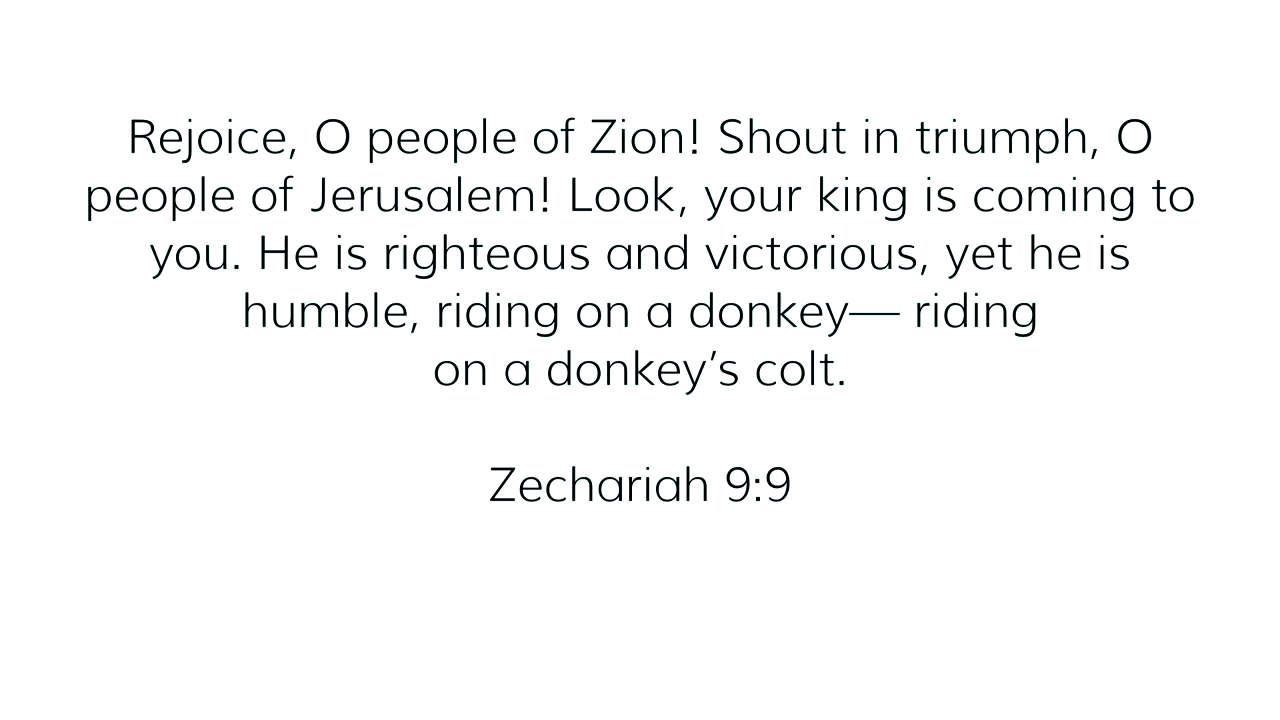 Rejoice, O people of Zion! Shout in triumph, O
people of Jerusalem! Look, your king is coming to
you. He is righteous and victorious, yet he is
humble, riding on a donkey— riding
on a donkey’s colt.
Zechariah 9:9